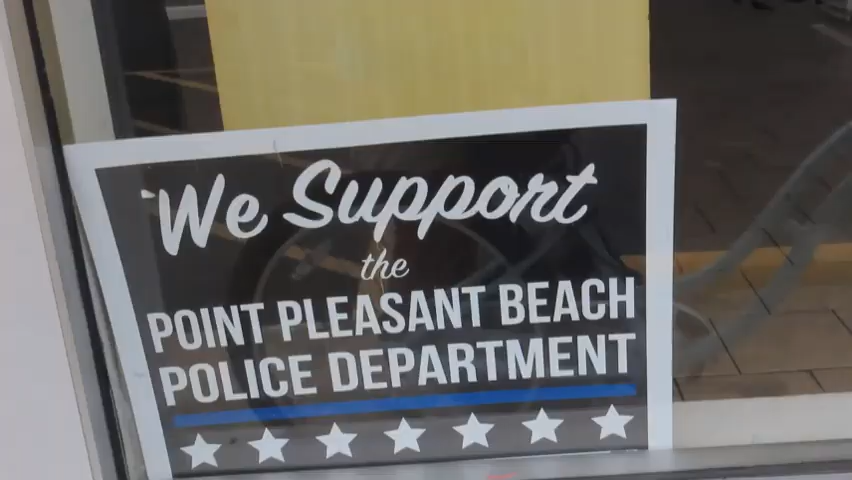 We Support
the
POINT PLEASANT BEACH
POLICE DEPARTMENT